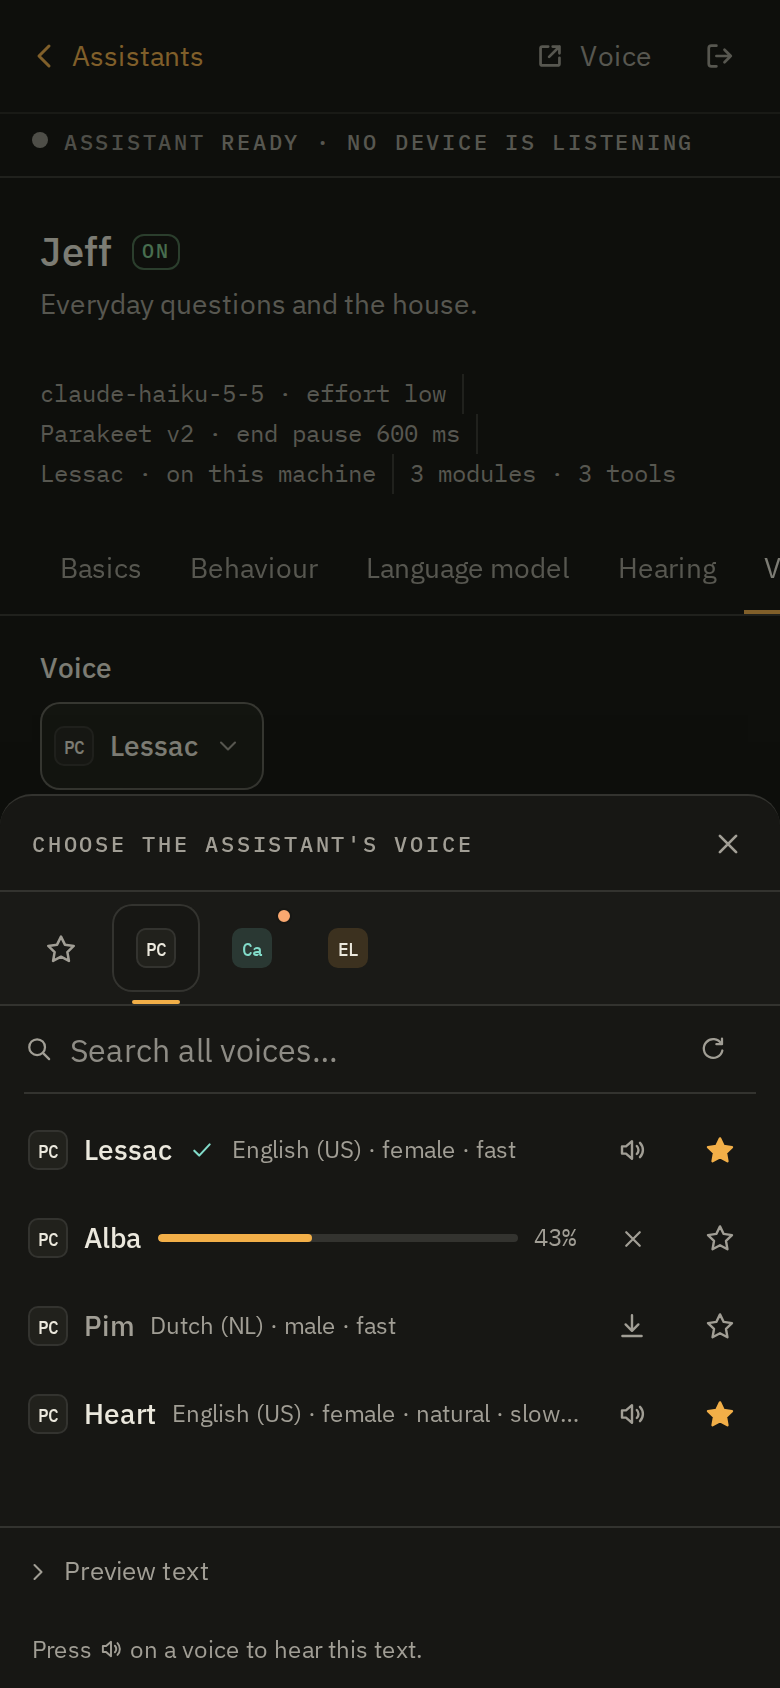 Assistants
Voice
ASSISTANT READY · NO DEVICE IS LISTENING
Jeff ON
Everyday questions and the house.
claude-haiku-5-5 · effort low
Parakeet v2 · end pause 600 ms
Lessac · on this machine 3 modules · 3 tools
Basics Behaviour Language model Hearing V
Voice
PC Lessac
CHOOSE THE ASSISTANT'S VOICE
PC Ca EL
Search all voices…
PC Lessac English (US) · female · fast
PC Alba 43%
PC Pim Dutch (NL) · male · fast
PC Heart English (US) · female · natural · slow…
Preview text
Press on a voice to hear this text.